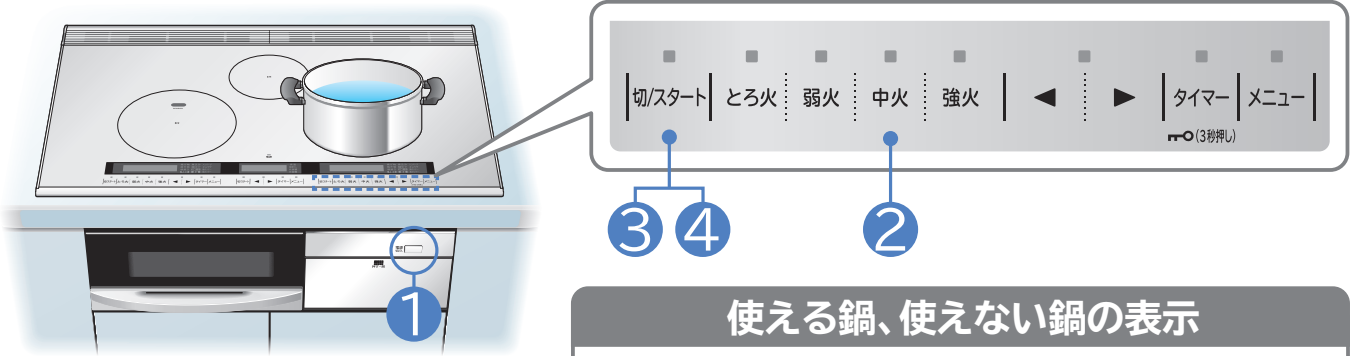 切/スタート とろ火 弱火 中火 強火 ◀ ▶ タイマー メニュー
(3秒押し)
3 4 2
1
使える鍋、使えない鍋の表示